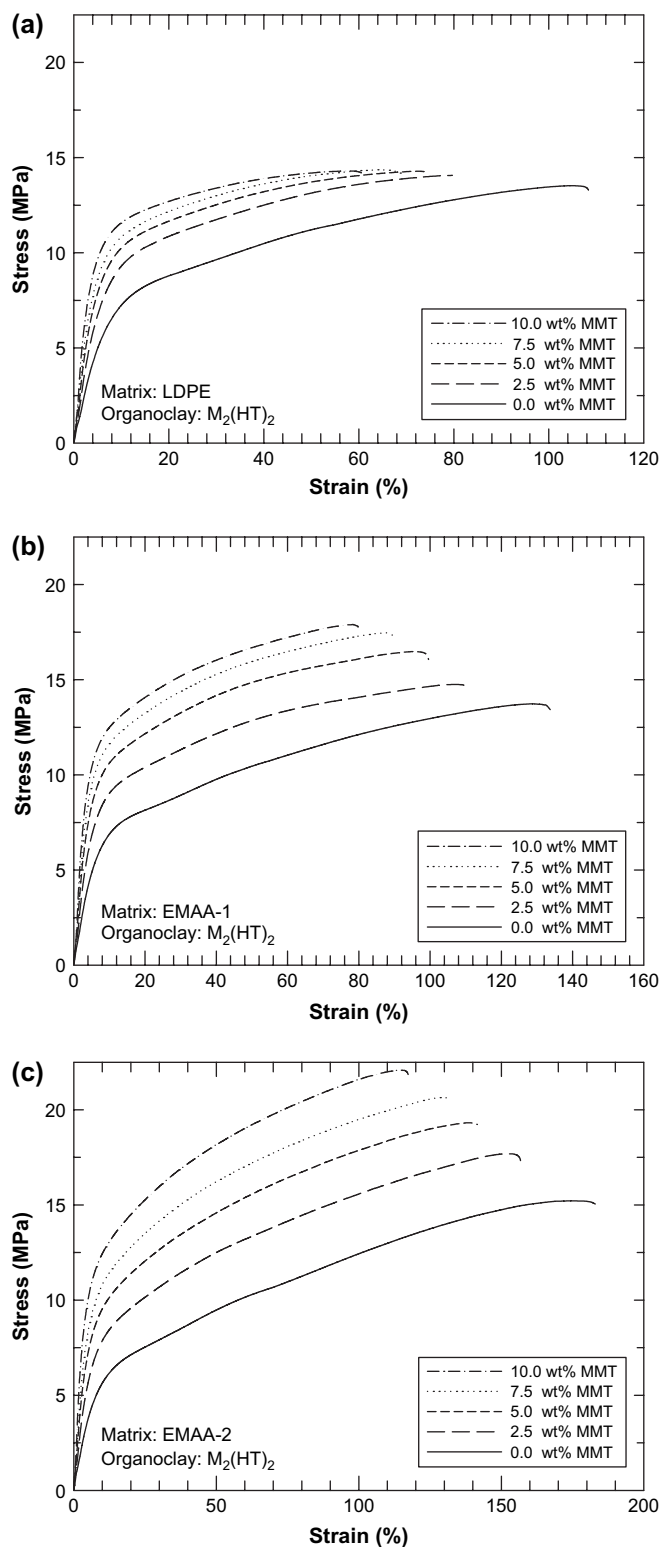 (a)
20
15
10
5
0
Stress (MPa)
10.0 wt% MMT
7.5 wt% MMT
5.0 wt% MMT
2.5 wt% MMT
0.0 wt% MMT
Matrix: LDPE
Organoclay: M₂(HT)₂
0 20 40 60 80 100 120
Strain (%)
(b)
20
15
10
5
0
Stress (MPa)
10.0 wt% MMT
7.5 wt% MMT
5.0 wt% MMT
2.5 wt% MMT
0.0 wt% MMT
Matrix: EMAA-1
Organoclay: M₂(HT)₂
0 20 40 60 80 100 120 140 160
Strain (%)
(c)
20
15
10
5
0
Stress (MPa)
10.0 wt% MMT
7.5 wt% MMT
5.0 wt% MMT
2.5 wt% MMT
0.0 wt% MMT
Matrix: EMAA-2
Organoclay: M₂(HT)₂
0 50 100 150 200
Strain (%)